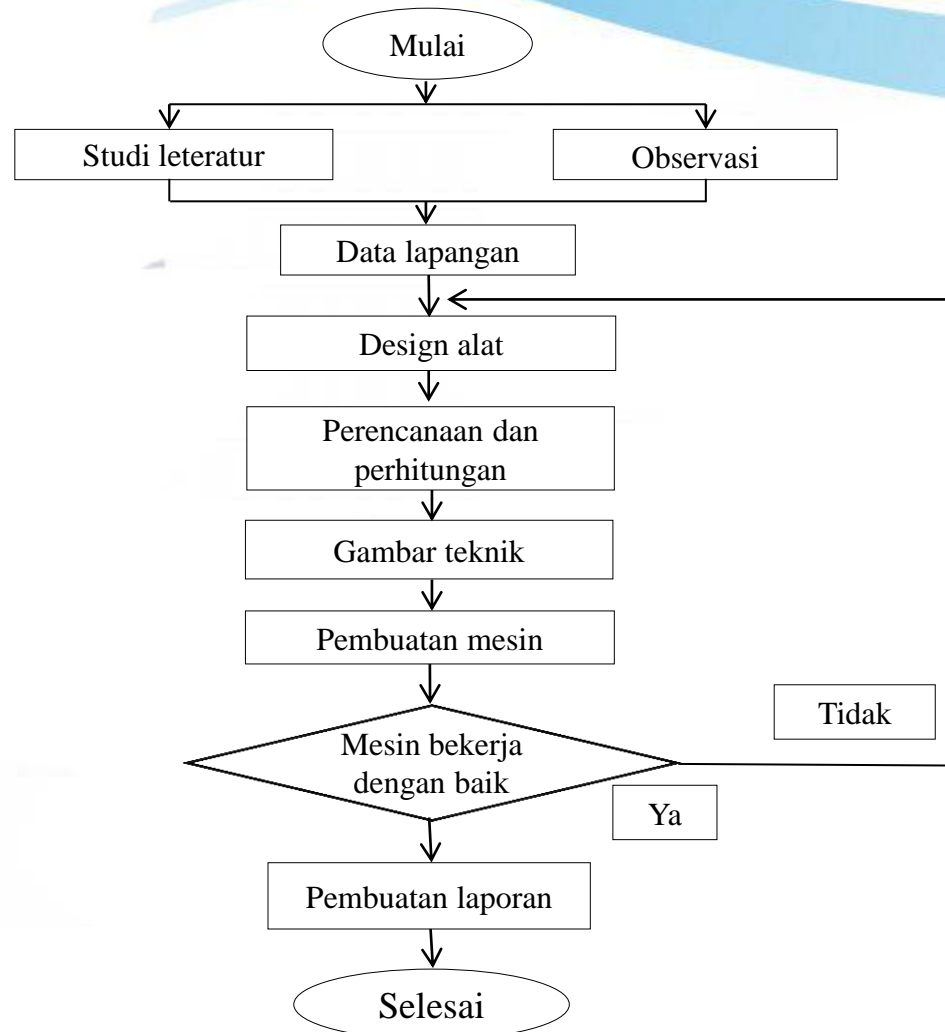 Mulai
Studi leteratur
Observasi
Data lapangan
Design alat
Perencanaan dan
perhitungan
Gambar teknik
Pembuatan mesin
Mesin bekerja
dengan baik
Tidak
Ya
Pembuatan laporan
Selesai